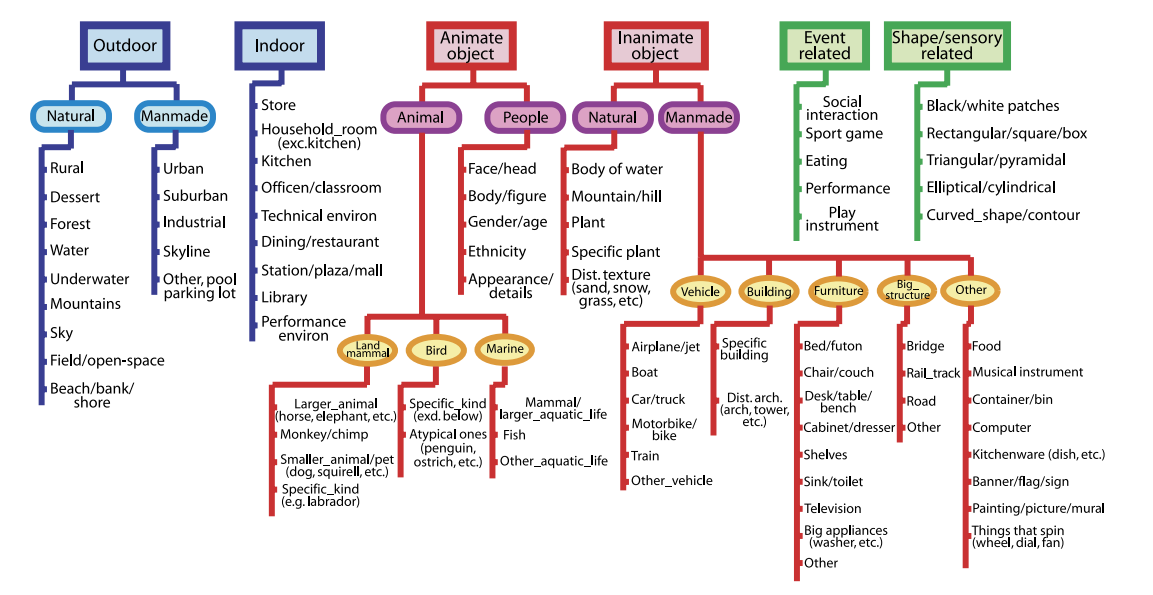 Outdoor
Indoor
Animate
object
Inanimate
object
Event
related
Shape/sensory
related
Natural
Manmade
Animal
People
Natural
Manmade
Rural
Dessert
Forest
Water
Underwater
Mountains
Sky
Field/open-space
Beach/bank/
shore
Urban
Suburban
Industrial
Skyline
Other, pool
parking lot
Store
Household_room
(exc.kitchen)
Kitchen
Officen/classroom
Technical environ
Dining/restaurant
Station/plaza/mall
Library
Performance
environ
Face/head
Body/figure
Gender/age
Ethnicity
Appearance/
details
Body of water
Mountain/hill
Plant
Specific plant
Dist. texture
(sand, snow,
grass, etc)
Social
interaction
Sport game
Eating
Performance
Play
instrument
Black/white patches
Rectangular/square/box
Triangular/pyramidal
Elliptical/cylindrical
Curved_shape/contour
Land
mammal
Bird
Marine
Vehicle
Building
Furniture
Big_
structure
Other
Larger_animal
(horse, elephant, etc.)
Monkey/chimp
Smaller_animal/pet
(dog, squirell, etc.)
Specific_kind
(e.g. labrador)
Specific_kind
(exd. below)
Atypical ones
(penguin,
ostrich, etc.)
Mammal/
larger_aquatic_life
Fish
Other_aquatic_life
Airplane/jet
Boat
Car/truck
Motorbike/
bike
Train
Other_vehicle
Specific
building
Dist. arch.
(arch, tower,
etc.)
Bed/futon
Chair/couch
Desk/table/
bench
Cabinet/dresser
Shelves
Sink/toilet
Television
Big appliances
(washer, etc.)
Other
Bridge
Rail_track
Road
Other
Food
Musical instrument
Container/bin
Computer
Kitchenware (dish, etc.)
Banner/flag/sign
Painting/picture/mural
Things that spin
(wheel, dial, fan)